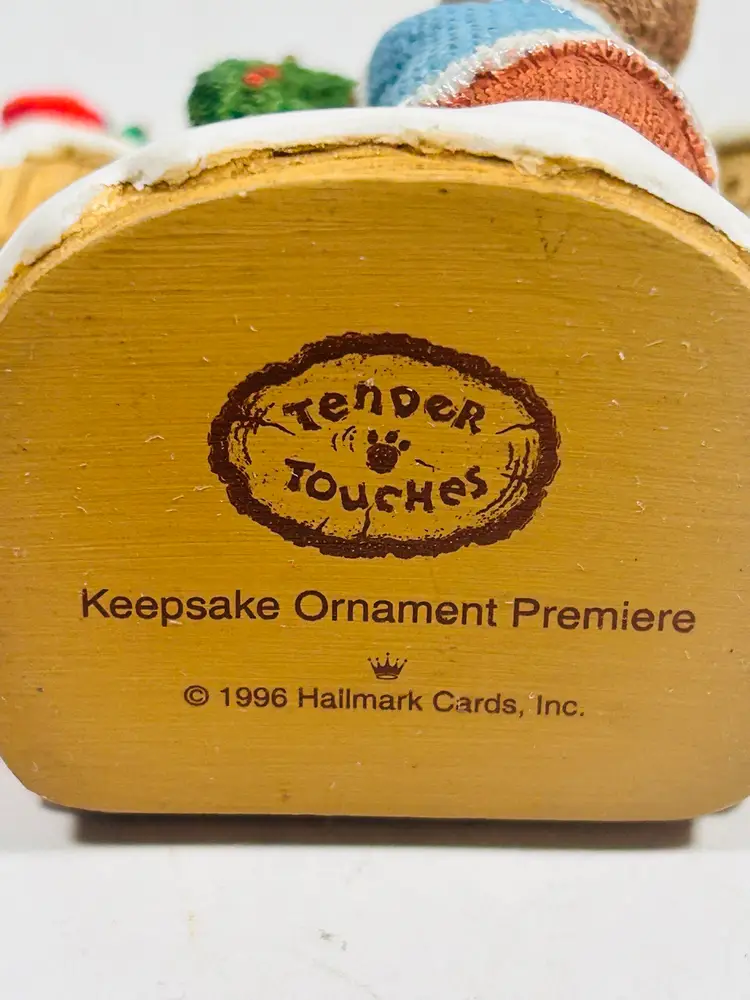 TenDeR
TOUcHes
Keepsake Ornament Premiere
© 1996 Hallmark Cards, Inc.